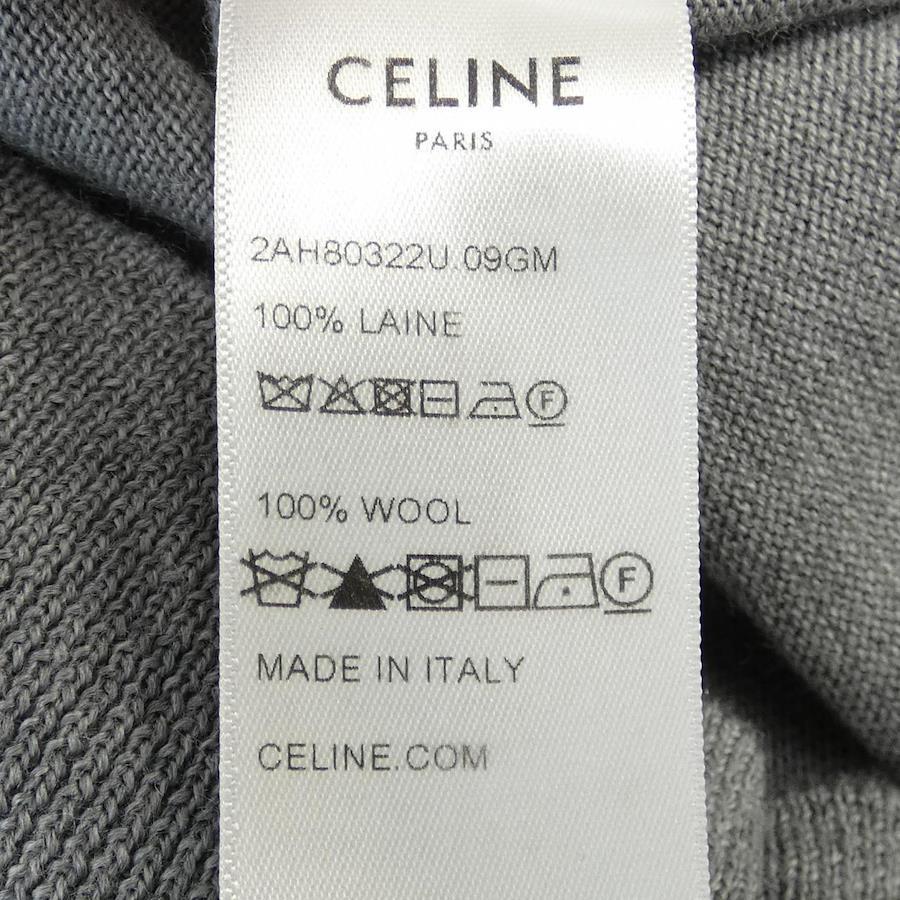 CELINE
PARIS
2AH80322U.09GM
100% LAINE
F
100% WOOL
F
MADE IN ITALY
CELINE.COM